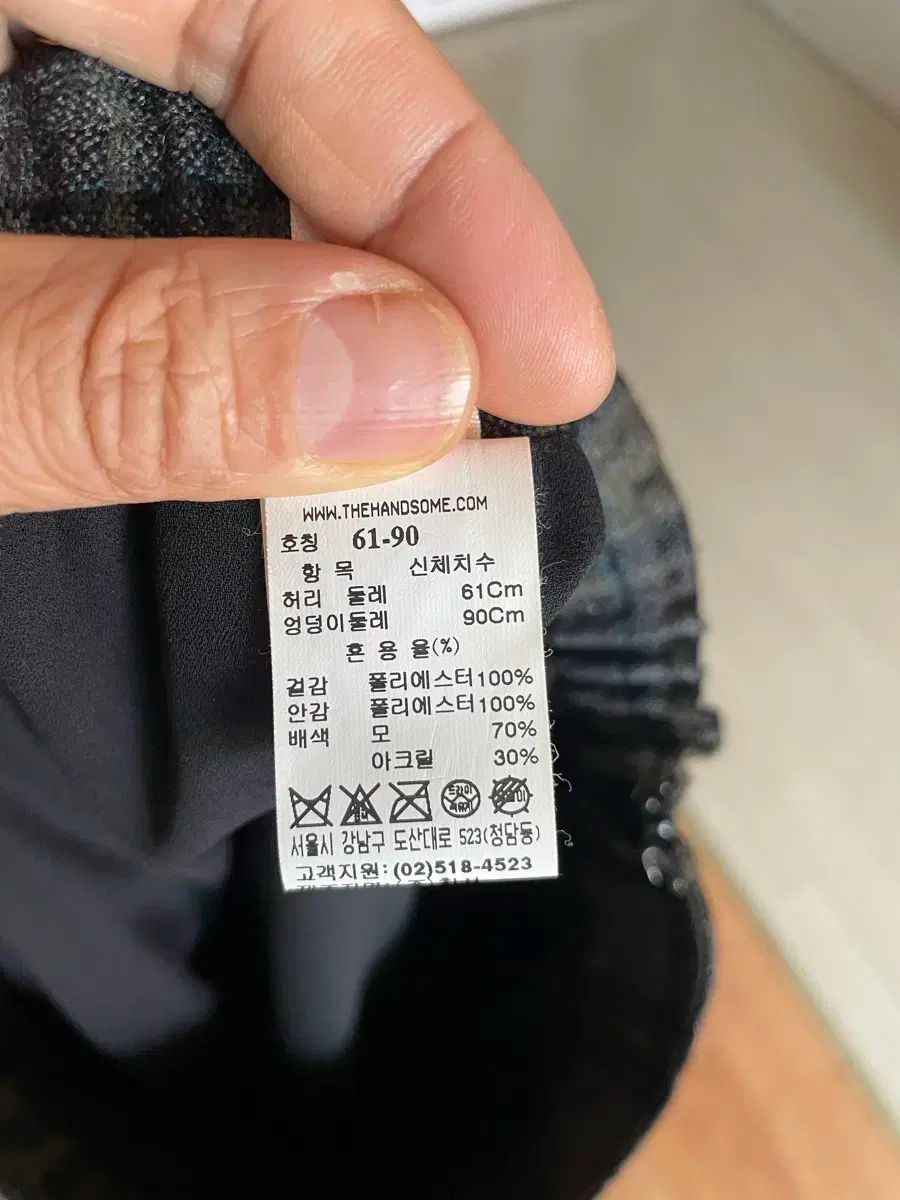 WWW.THEHANDSOME.COM
호칭 61-90
항 목 신체치수
허리 둘레 61Cm
엉덩이둘레 90Cm
혼 용 율(%)
겉감 폴리에스터100%
안감 폴리에스터100%
배색 모 70%
아크릴 30%
드라이
서울시 강남구 도산대로 523(청담동)
고객지원:(02)518-4523